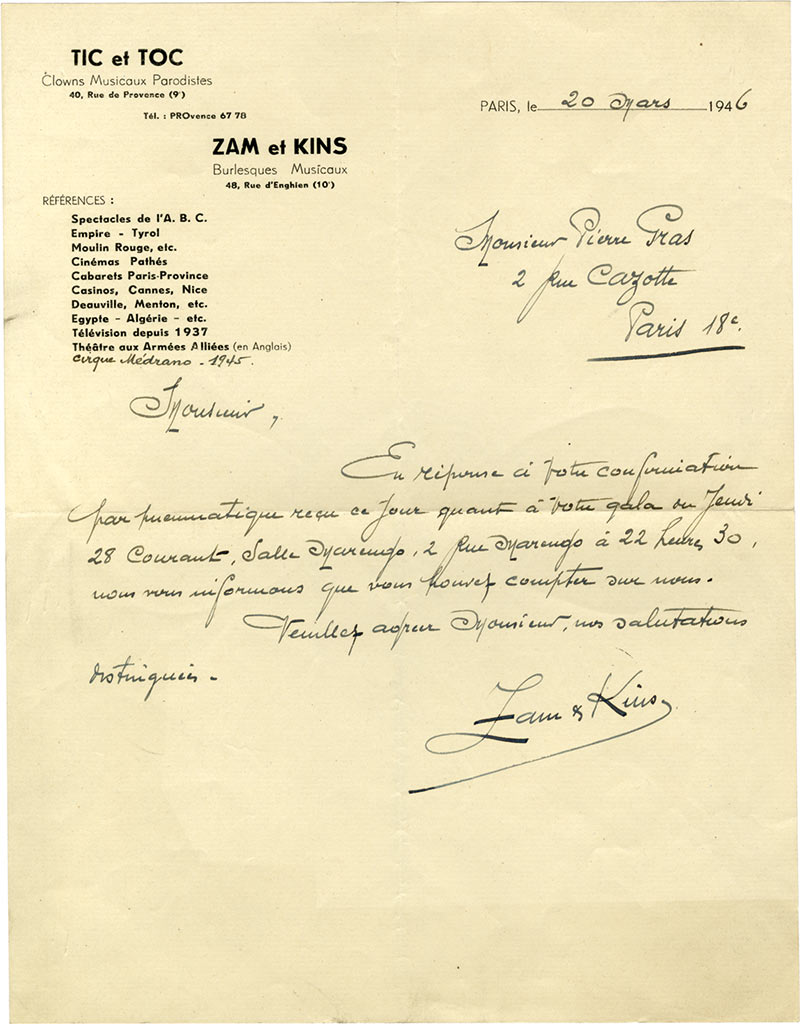 TIC et TOC
Clowns Musicaux Parodistes
40, Rue de Provence (9ᵉ)
Tél. : PROvence 67 78
PARIS, le 20 Mars 1946
ZAM et KINS
Burlesques Musicaux
48, Rue d'Enghien (10ᵉ)
RÉFÉRENCES :
Spectacles de l'A. B. C.
Empire - Tyrol
Moulin Rouge, etc.
Cinémas Pathés
Cabarets Paris-Province
Casinos, Cannes, Nice
Deauville, Menton, etc.
Egypte - Algérie - etc.
Télévision depuis 1937
Théâtre aux Armées Alliées (en Anglais)
Cirque Médrano - 1945.
Monsieur Pierre Gras
2 Rue Cazotte
Paris 18e.
Monsieur,
En réponse à votre confirmation
par pneumatique reçu ce jour quant à votre gala du Jeudi
28 Courant, Salle Marengo, 2 Rue Marengo à 22 heures 30,
nous vous informons que vous pouvez compter sur nous.
Veuillez agréer Monsieur, nos salutations
distinguées -
Zam & Kins